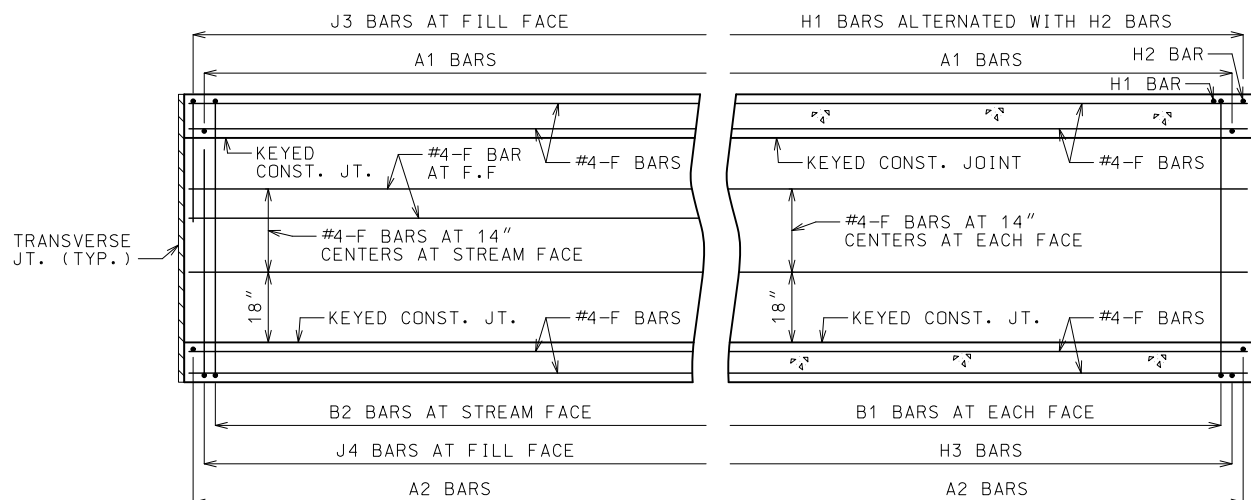 J3 BARS AT FILL FACE
H1 BARS ALTERNATED WITH H2 BARS
A1 BARS
A1 BARS
H2 BAR
H1 BAR
KEYED
CONST. JT.
#4-F BAR
AT F.F
#4-F BARS
KEYED CONST. JOINT
#4-F BARS
TRANSVERSE
JT. (TYP.)
#4-F BARS AT 14"
CENTERS AT STREAM FACE
#4-F BARS AT 14"
CENTERS AT EACH FACE
18"
KEYED CONST. JT.
#4-F BARS
18"
KEYED CONST. JT.
#4-F BARS
B2 BARS AT STREAM FACE
B1 BARS AT EACH FACE
J4 BARS AT FILL FACE
H3 BARS
A2 BARS
A2 BARS